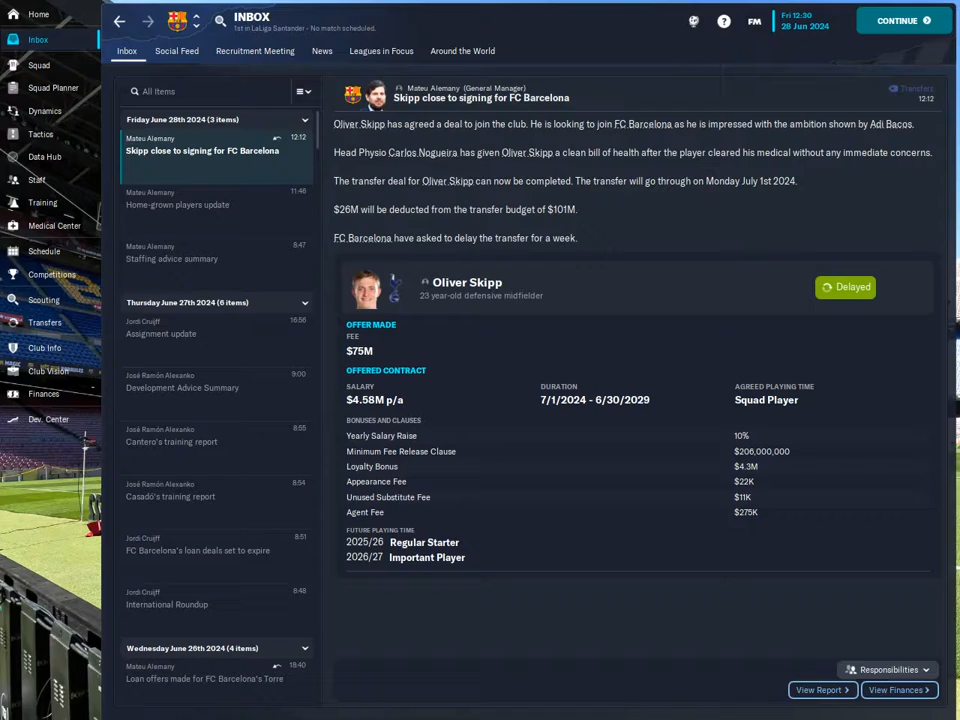 Home
Inbox
Squad
Squad Planner
Dynamics
Tactics
Data Hub
Staff
Training
Medical Center
Schedule
Competitions
Scouting
Transfers
Club Info
Club Vision
Finances
Dev. Center
INBOX
1st in LaLiga Santander - No match scheduled.
FM
Fri 12:30
28 Jun 2024
CONTINUE
Inbox Social Feed Recruitment Meeting News Leagues in Focus Around the World
All Items
Friday June 28th 2024 (3 items)
Mateu Alemany 12:12
Skipp close to signing for FC Barcelona
Mateu Alemany 11:46
Home-grown players update
Mateu Alemany 8:47
Staffing advice summary
Thursday June 27th 2024 (6 items)
Jordi Cruijff 16:56
Assignment update
José Ramón Alexanko 9:00
Development Advice Summary
José Ramón Alexanko 8:55
Cantero's training report
José Ramón Alexanko 8:54
Casadó's training report
Jordi Cruijff 8:51
FC Barcelona's loan deals set to expire
Jordi Cruijff 8:48
International Roundup
Wednesday June 26th 2024 (4 items)
Mateu Alemany 18:40
Loan offers made for FC Barcelona's Torre
Mateu Alemany (General Manager)
Skipp close to signing for FC Barcelona
Transfers
12:12
Oliver Skipp has agreed a deal to join the club. He is looking to join FC Barcelona as he is impressed with the ambition shown by Adi Bacos.
Head Physio Carlos Nogueira has given Oliver Skipp a clean bill of health after the player cleared his medical without any immediate concerns.
The transfer deal for Oliver Skipp can now be completed. The transfer will go through on Monday July 1st 2024.
$26M will be deducted from the transfer budget of $101M.
FC Barcelona have asked to delay the transfer for a week.
Oliver Skipp
23 year-old defensive midfielder
Delayed
OFFER MADE
FEE
$75M
OFFERED CONTRACT
SALARY DURATION AGREED PLAYING TIME
$4.58M p/a 7/1/2024 - 6/30/2029 Squad Player
BONUSES AND CLAUSES
Yearly Salary Raise 10%
Minimum Fee Release Clause $206,000,000
Loyalty Bonus $4.3M
Appearance Fee $22K
Unused Substitute Fee $11K
Agent Fee $275K
FUTURE PLAYING TIME
2025/26 Regular Starter
2026/27 Important Player
Responsibilities
View Report
View Finances